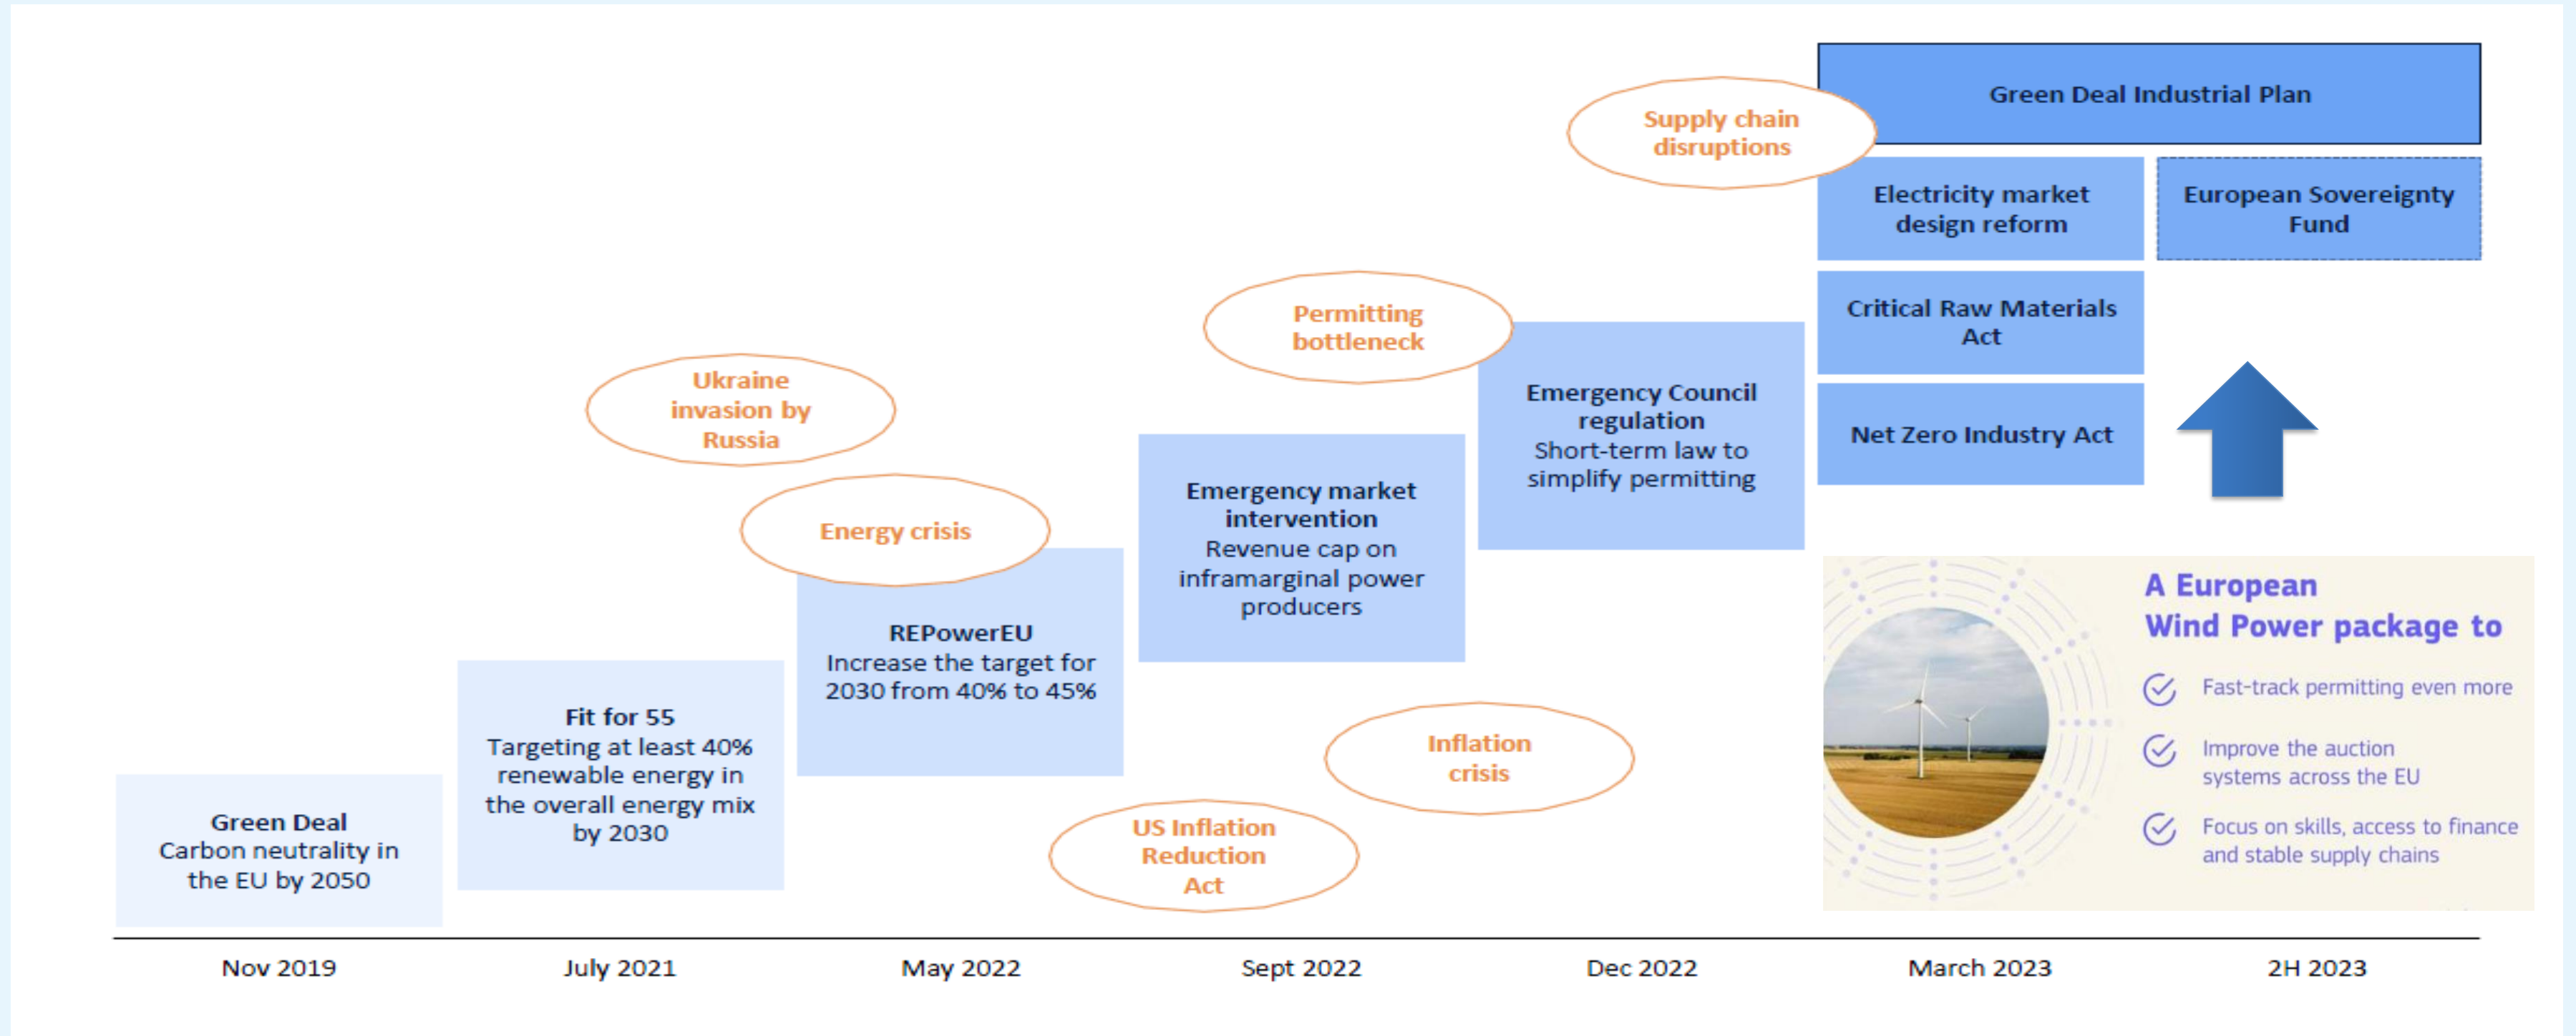 Green Deal Industrial Plan
Supply chain
disruptions
Electricity market
design reform
European Sovereignty
Fund
Critical Raw Materials
Act
Net Zero Industry Act
Permitting
bottleneck
Emergency Council
regulation
Short-term law to
simplify permitting
Ukraine
invasion by
Russia
Energy crisis
Emergency market
intervention
Revenue cap on
inframarginal power
producers
REPowerEU
Increase the target for
2030 from 40% to 45%
Fit for 55
Targeting at least 40%
renewable energy in
the overall energy mix
by 2030
Green Deal
Carbon neutrality in
the EU by 2050
Inflation
crisis
US Inflation
Reduction
Act
A European
Wind Power package to
Fast-track permitting even more
Improve the auction
systems across the EU
Focus on skills, access to finance
and stable supply chains
Nov 2019
July 2021
May 2022
Sept 2022
Dec 2022
March 2023
2H 2023